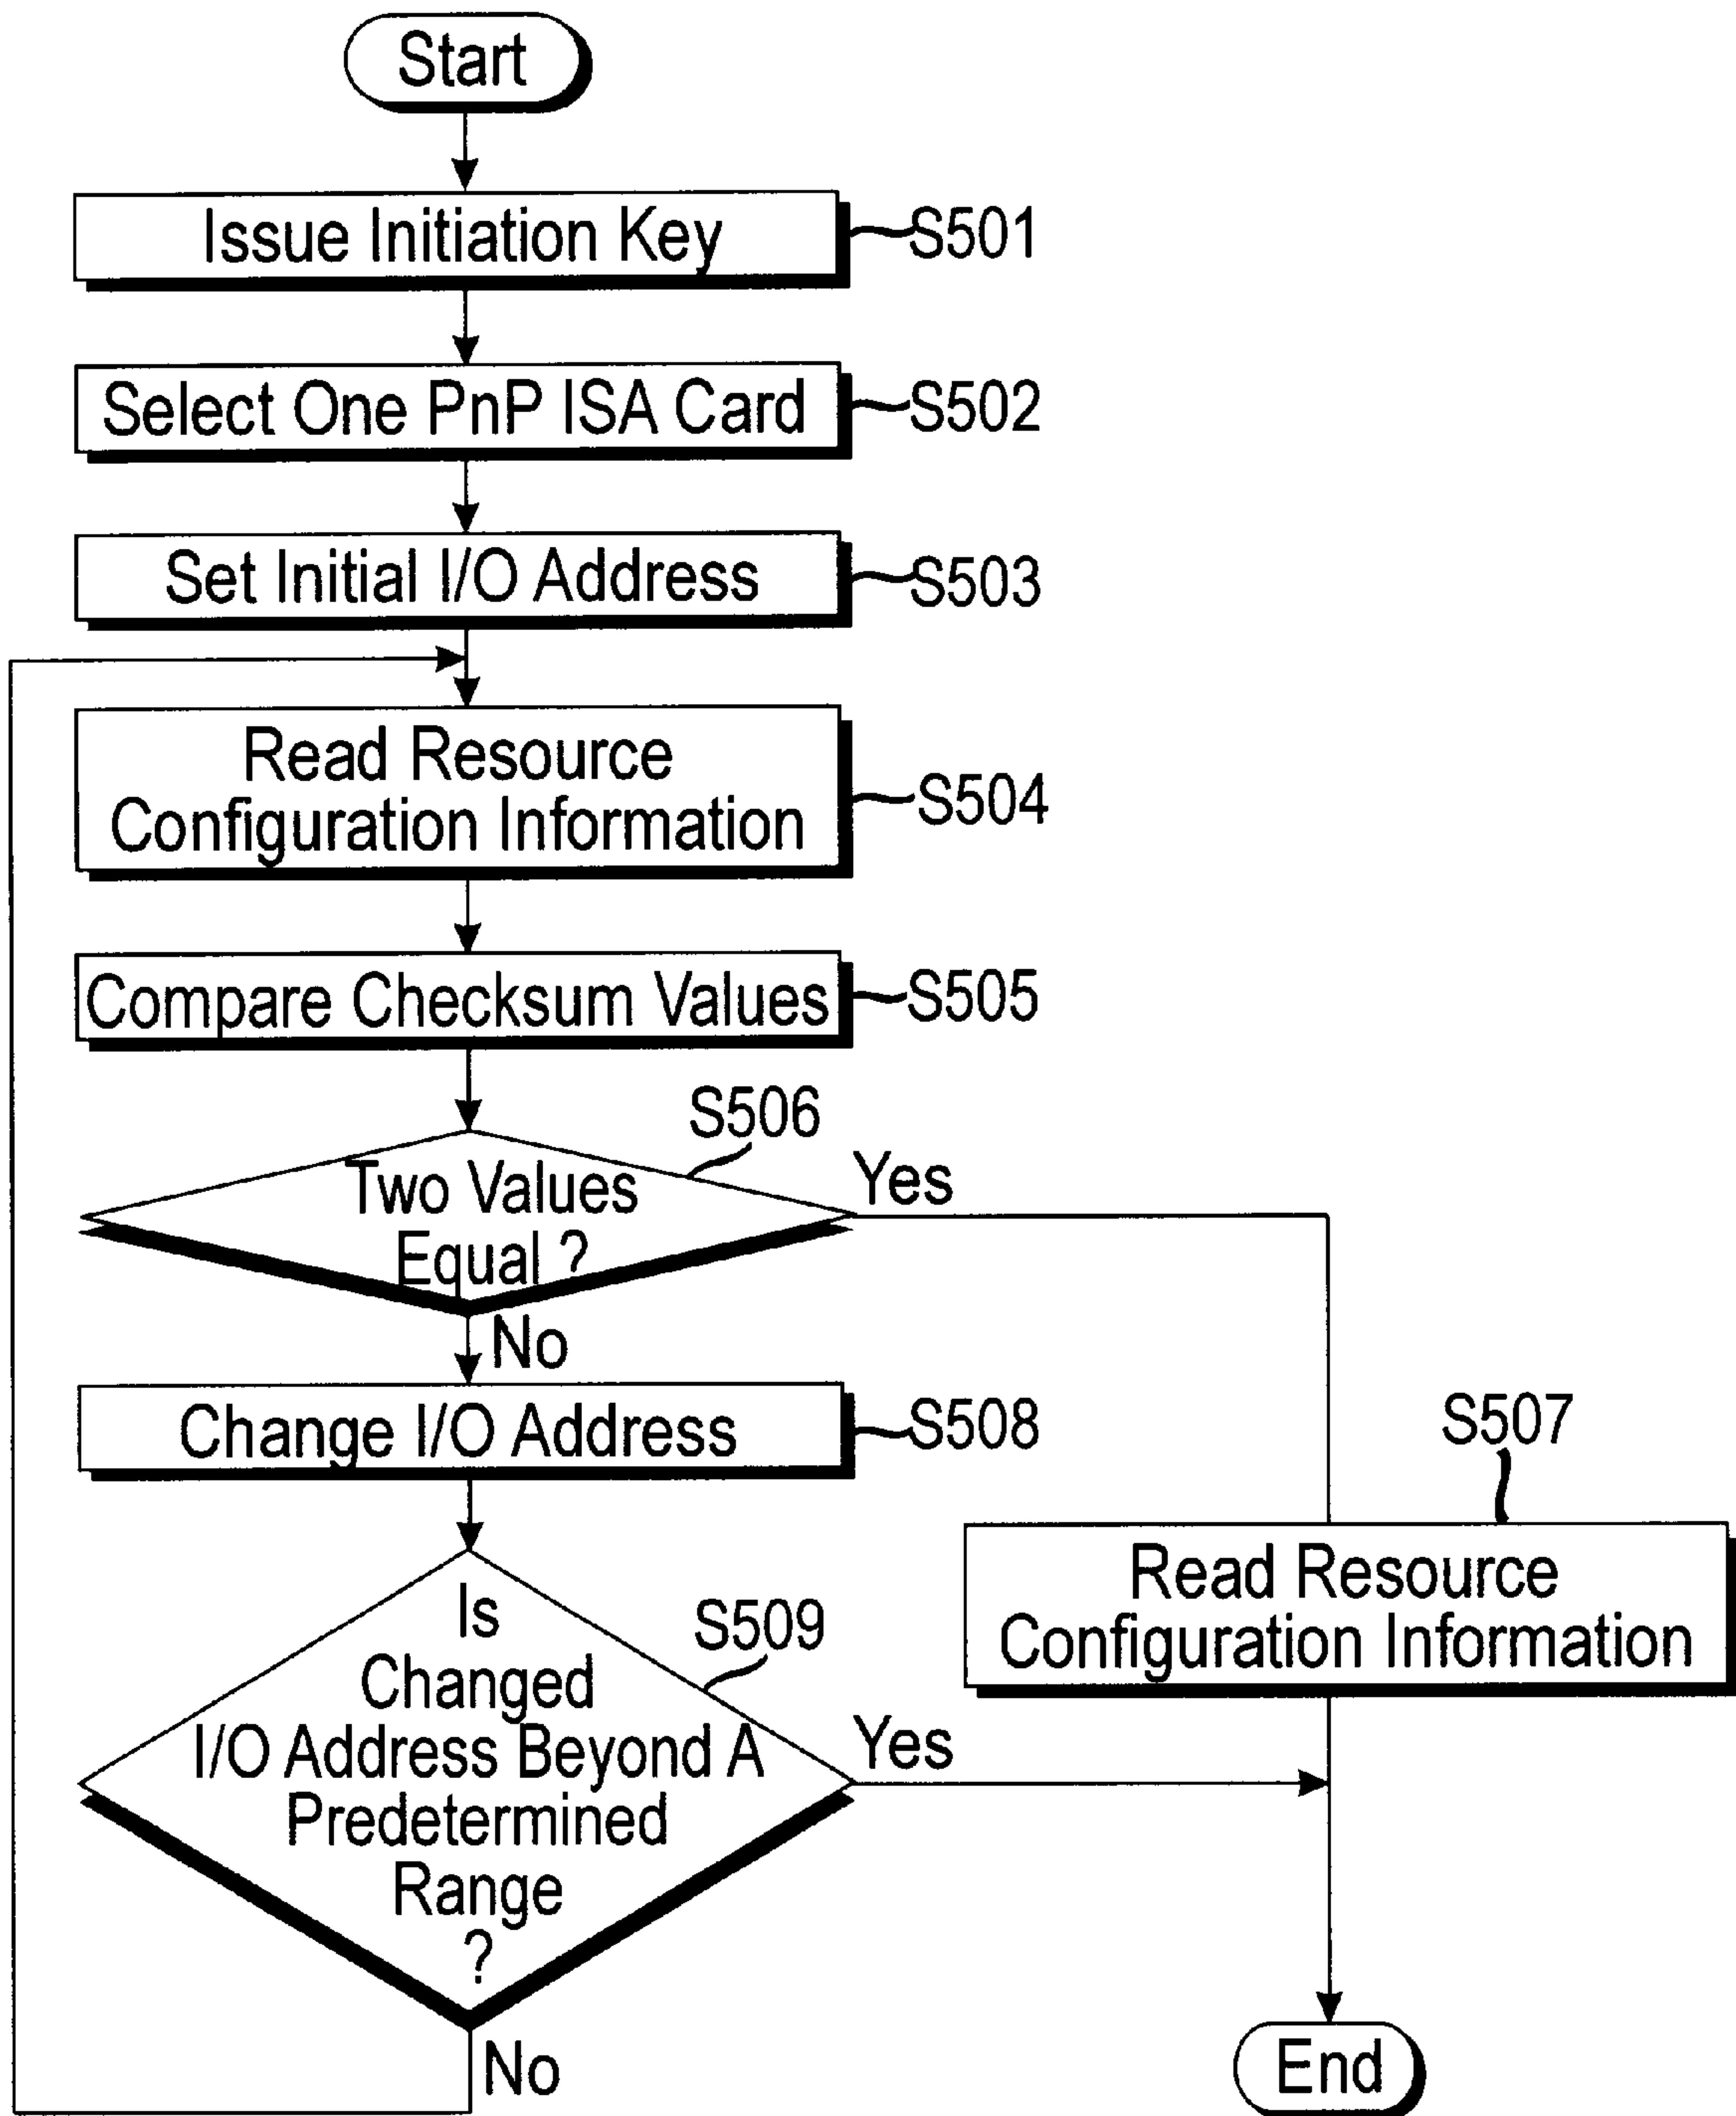 Start
Issue Initiation Key
S501
Select One PnP ISA Card
S502
Set Initial I/O Address
S503
Read Resource
Configuration Information
S504
Compare Checksum Values
S505
S506
Two Values
Equal ?
Yes
No
Change I/O Address
S508
S507
Read Resource
Configuration Information
Is
Changed
I/O Address Beyond A
Predetermined
Range
?
S509
Yes
No
End